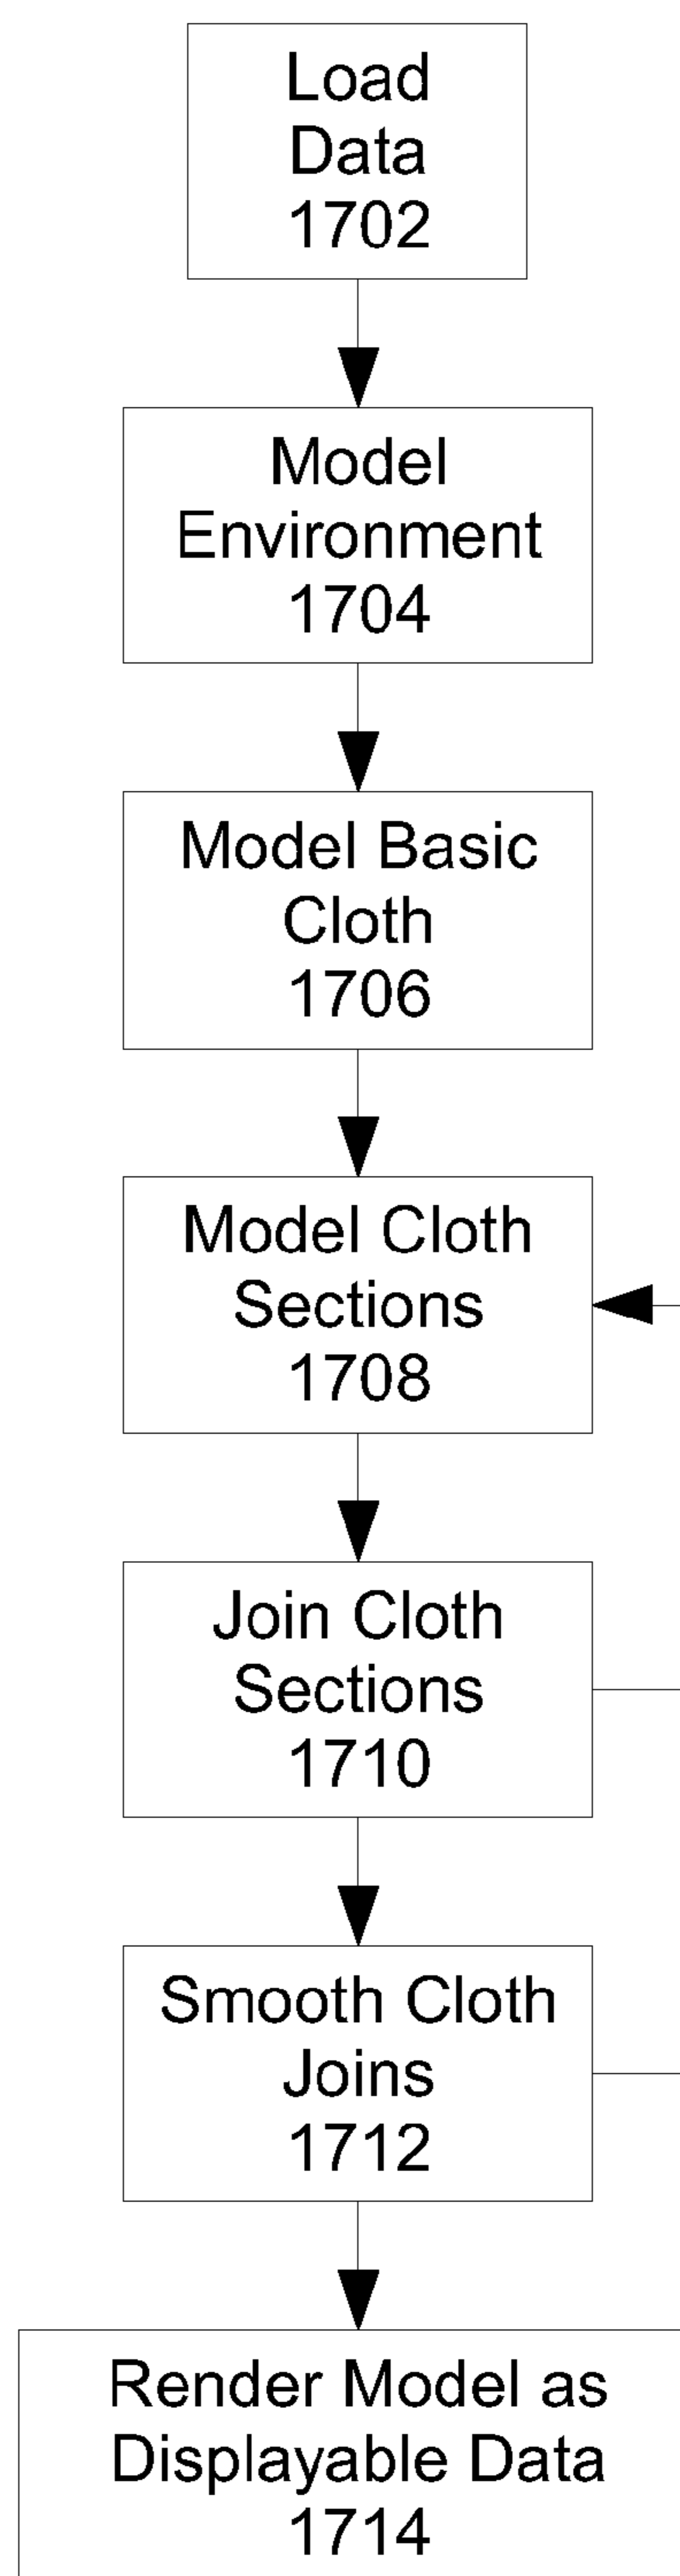 Load
Data
1702
Model
Environment
1704
Model Basic
Cloth
1706
Model Cloth
Sections
1708
Join Cloth
Sections
1710
Smooth Cloth
Joins
1712
Render Model as
Displayable Data
1714